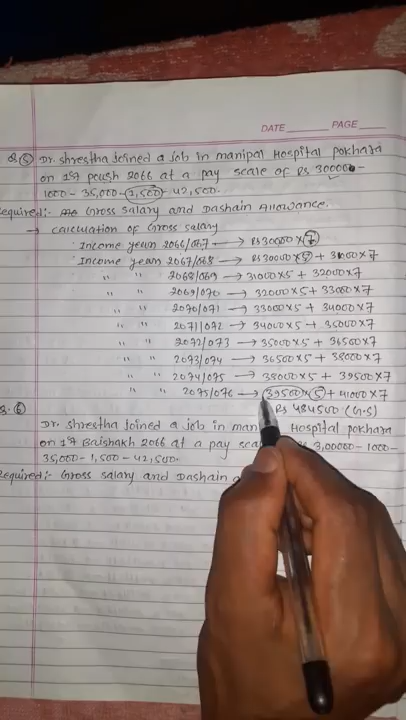 DATE PAGE
Q.⑤ Dr. shrestha joined a job in manipal Hospital pokhara
on 1st poush 2066 at a pay scale of Rs 30000-
1000-35,000-1,500-42,500.
Required:- Gross salary and Dashain Allowance.
→ calculation of Gross salary
Income year 2066/067 → Rs30000×7
Income year 2067/068 → Rs30000×5 + 31000×7
" " 2068/069 → 31000×5 + 32000×7
" " 2069/070 → 32000×5 + 33000×7
" " 2070/071 → 33000×5 + 34000×7
" " 2071/072 → 34000×5 + 35000×7
" " 2072/073 → 35000×5 + 36500×7
" " 2073/074 → 36500×5 + 38000×7
" " 2074/075 → 38000×5 + 39500×7
" " 2075/076 → 39500×5 + 41000×7
Rs 484500 (G.S)
Q.⑥
Dr. shrestha joined a job in Hospital pokhara
on 1st Baishakh 2066 at a pay 3,00000-1000-
35,000-1,500-42,500.
Required:- Gross salary and Dashain